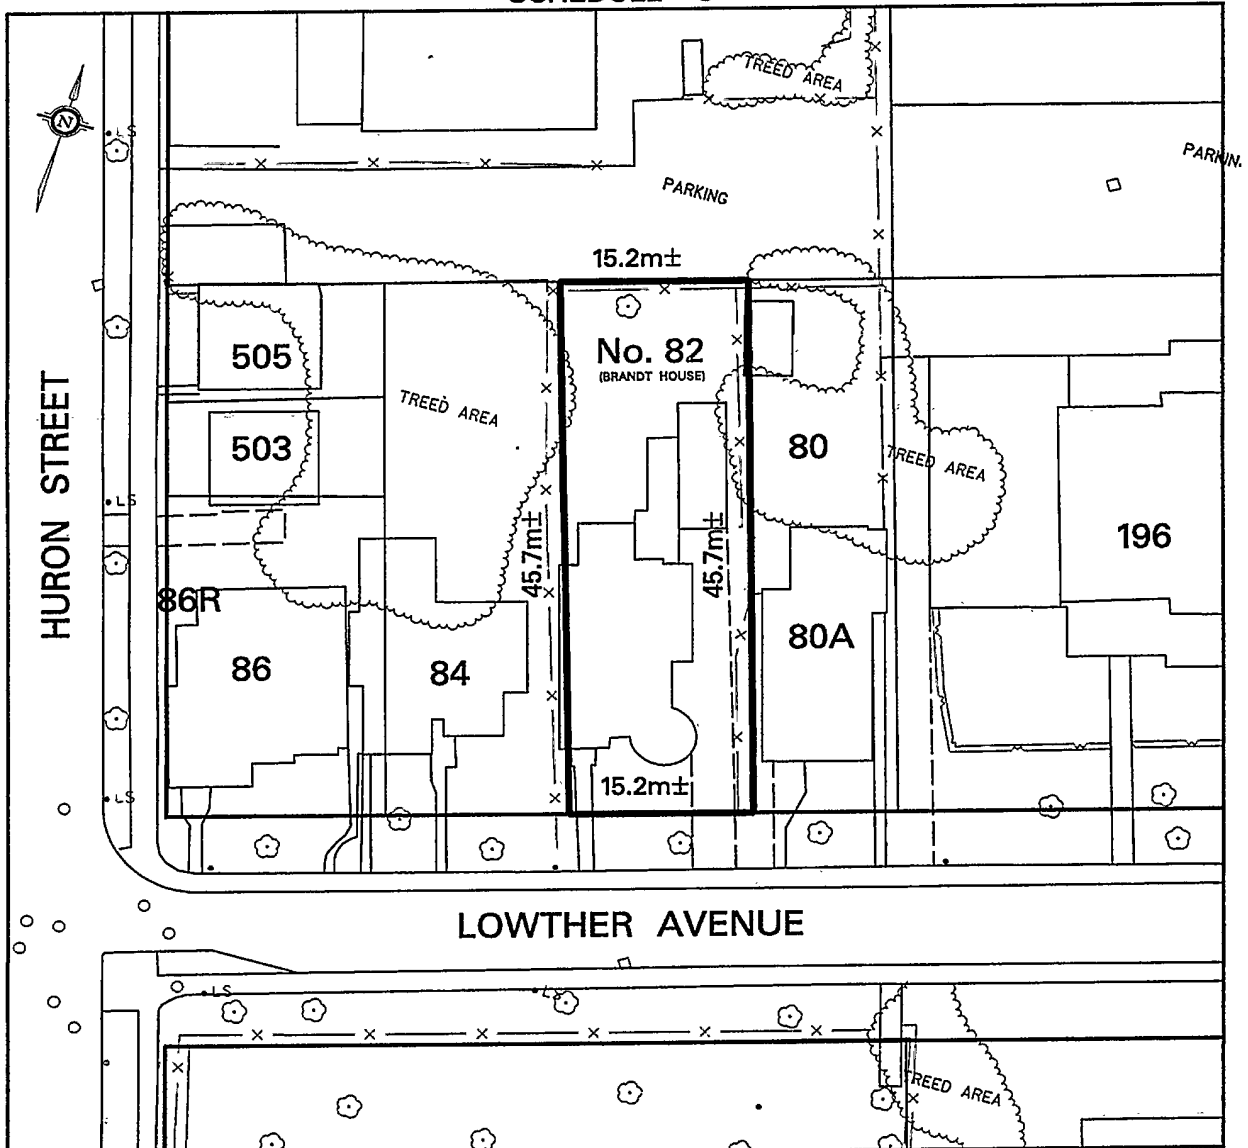 TREED AREA
N
LS
PARKING
PARKIN
15.2m±
No. 82
(BRANDT HOUSE)
505
TREED AREA
503
80
TREED AREA
HURON STREET
LS
45.7m±
45.7m±
196
86R
80A
86
84
15.2m±
LS
LOWTHER AVENUE
LS
LS
TREED AREA